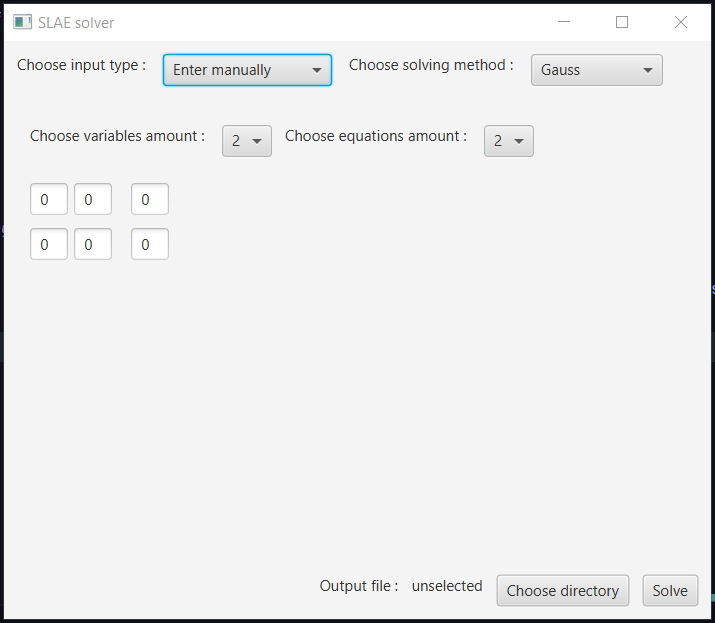 SLAE solver
Choose input type : Enter manually Choose solving method : Gauss
Choose variables amount : 2 Choose equations amount : 2
0 0 0
0 0 0
Output file : unselected Choose directory Solve